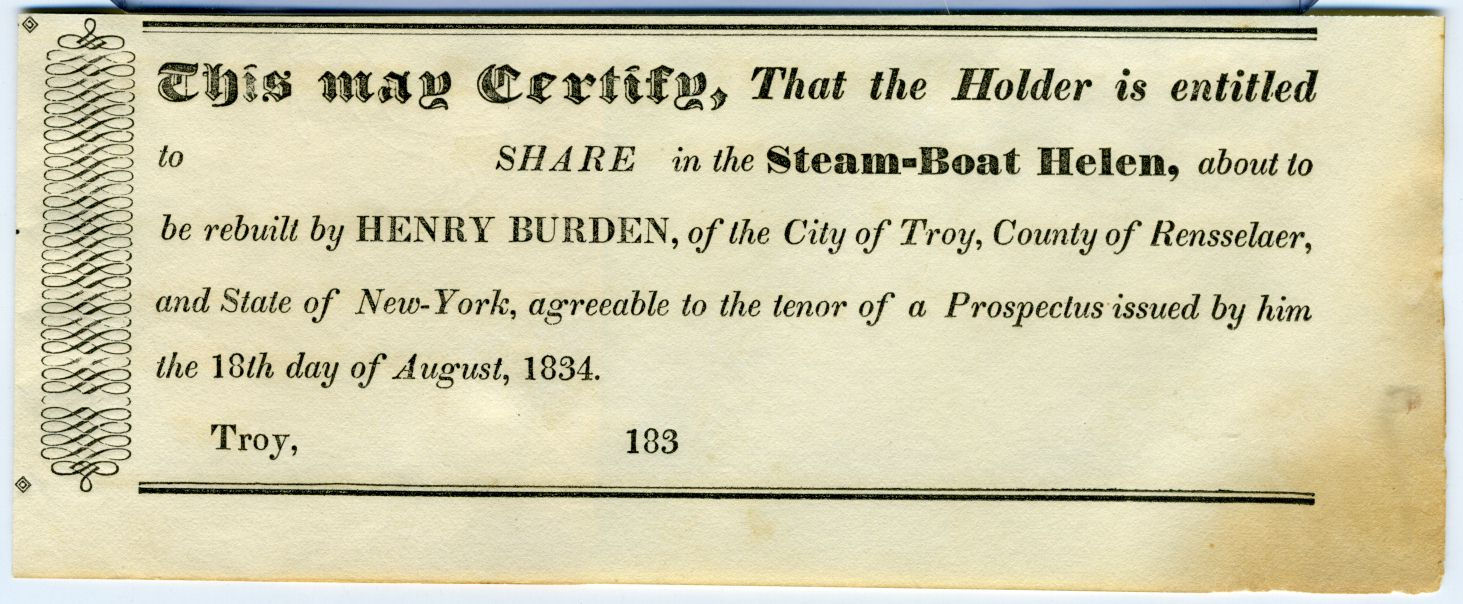 This may Certify, That the Holder is entitled
to SHARE in the Steam-Boat Helen, about to
be rebuilt by HENRY BURDEN, of the City of Troy, County of Rensselaer,
and State of New-York, agreeable to the tenor of a Prospectus issued by him
the 18th day of August, 1834.
Troy, 183